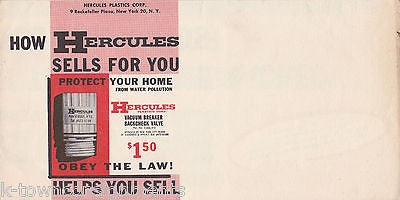 HERCULES PLASTICS CORP.
9 Rockefeller Plaza, New York 20, N. Y.
HOW HERCULES
SELLS FOR YOU
PROTECT YOUR HOME
FROM WATER POLLUTION
HERCULES
HERCULES
VACUUM BREAKER
BACKCHECK VALVE
$1.50
OBEY THE LAW!
HELPS YOU SELL